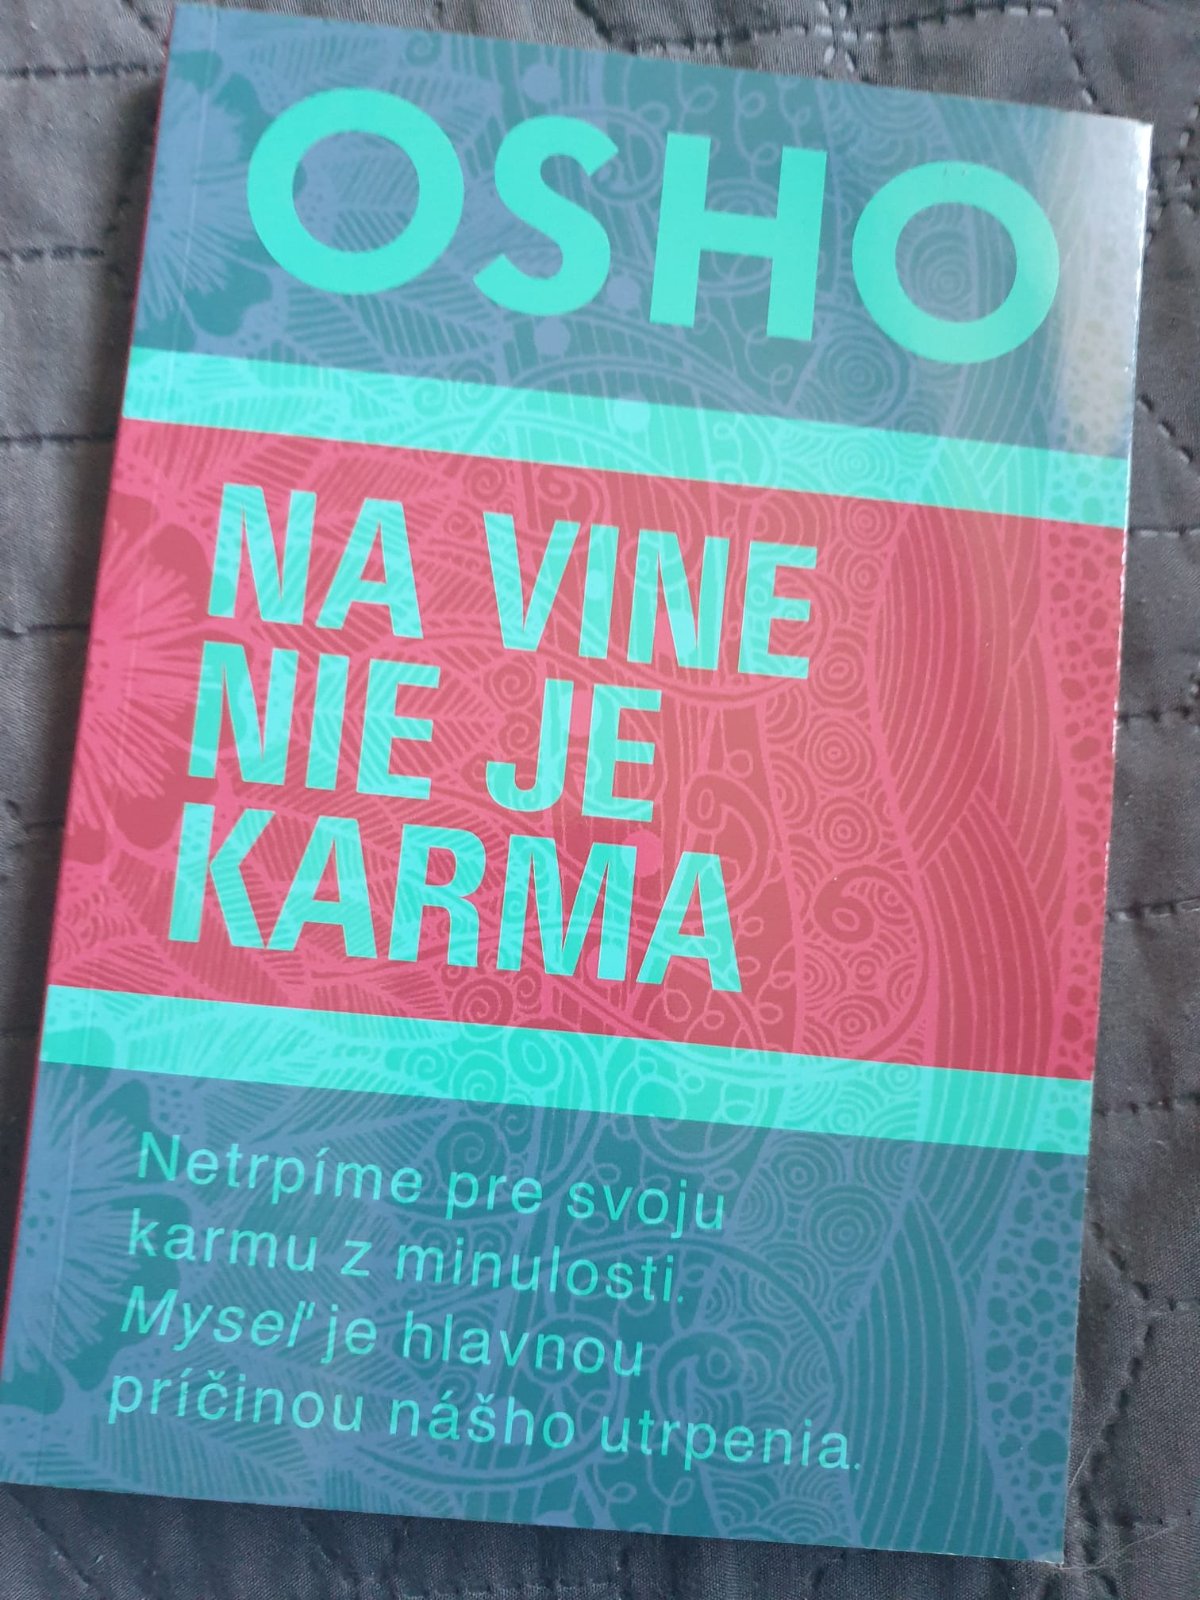 OSHO
NA VINE
NIE JE
KARMA
Netrpíme pre svoju
karmu z minulosti.
Myseľ je hlavnou
príčinou nášho utrpenia.